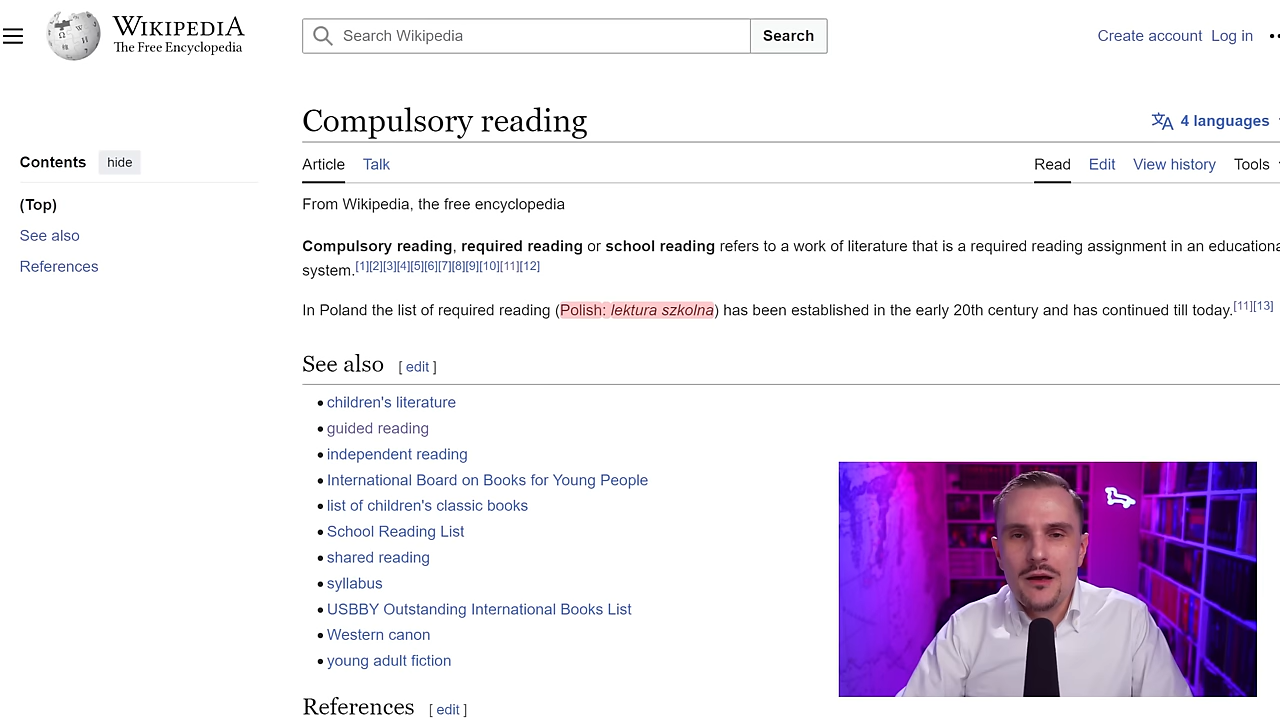 WIKIPEDIA
The Free Encyclopedia
Search Wikipedia
Search
Create account
Log in
Compulsory reading
4 languages
Contents
hide
Article
Talk
Read
Edit
View history
Tools
(Top)
See also
References
From Wikipedia, the free encyclopedia
Compulsory reading, required reading or school reading refers to a work of literature that is a required reading assignment in an educationa
system.[1][2][3][4][5][6][7][8][9][10][11][12]
In Poland the list of required reading (Polish: lektura szkolna) has been established in the early 20th century and has continued till today.[11][13]
See also [ edit ]
children's literature
guided reading
independent reading
International Board on Books for Young People
list of children's classic books
School Reading List
shared reading
syllabus
USBBY Outstanding International Books List
Western canon
young adult fiction
References [ edit ]